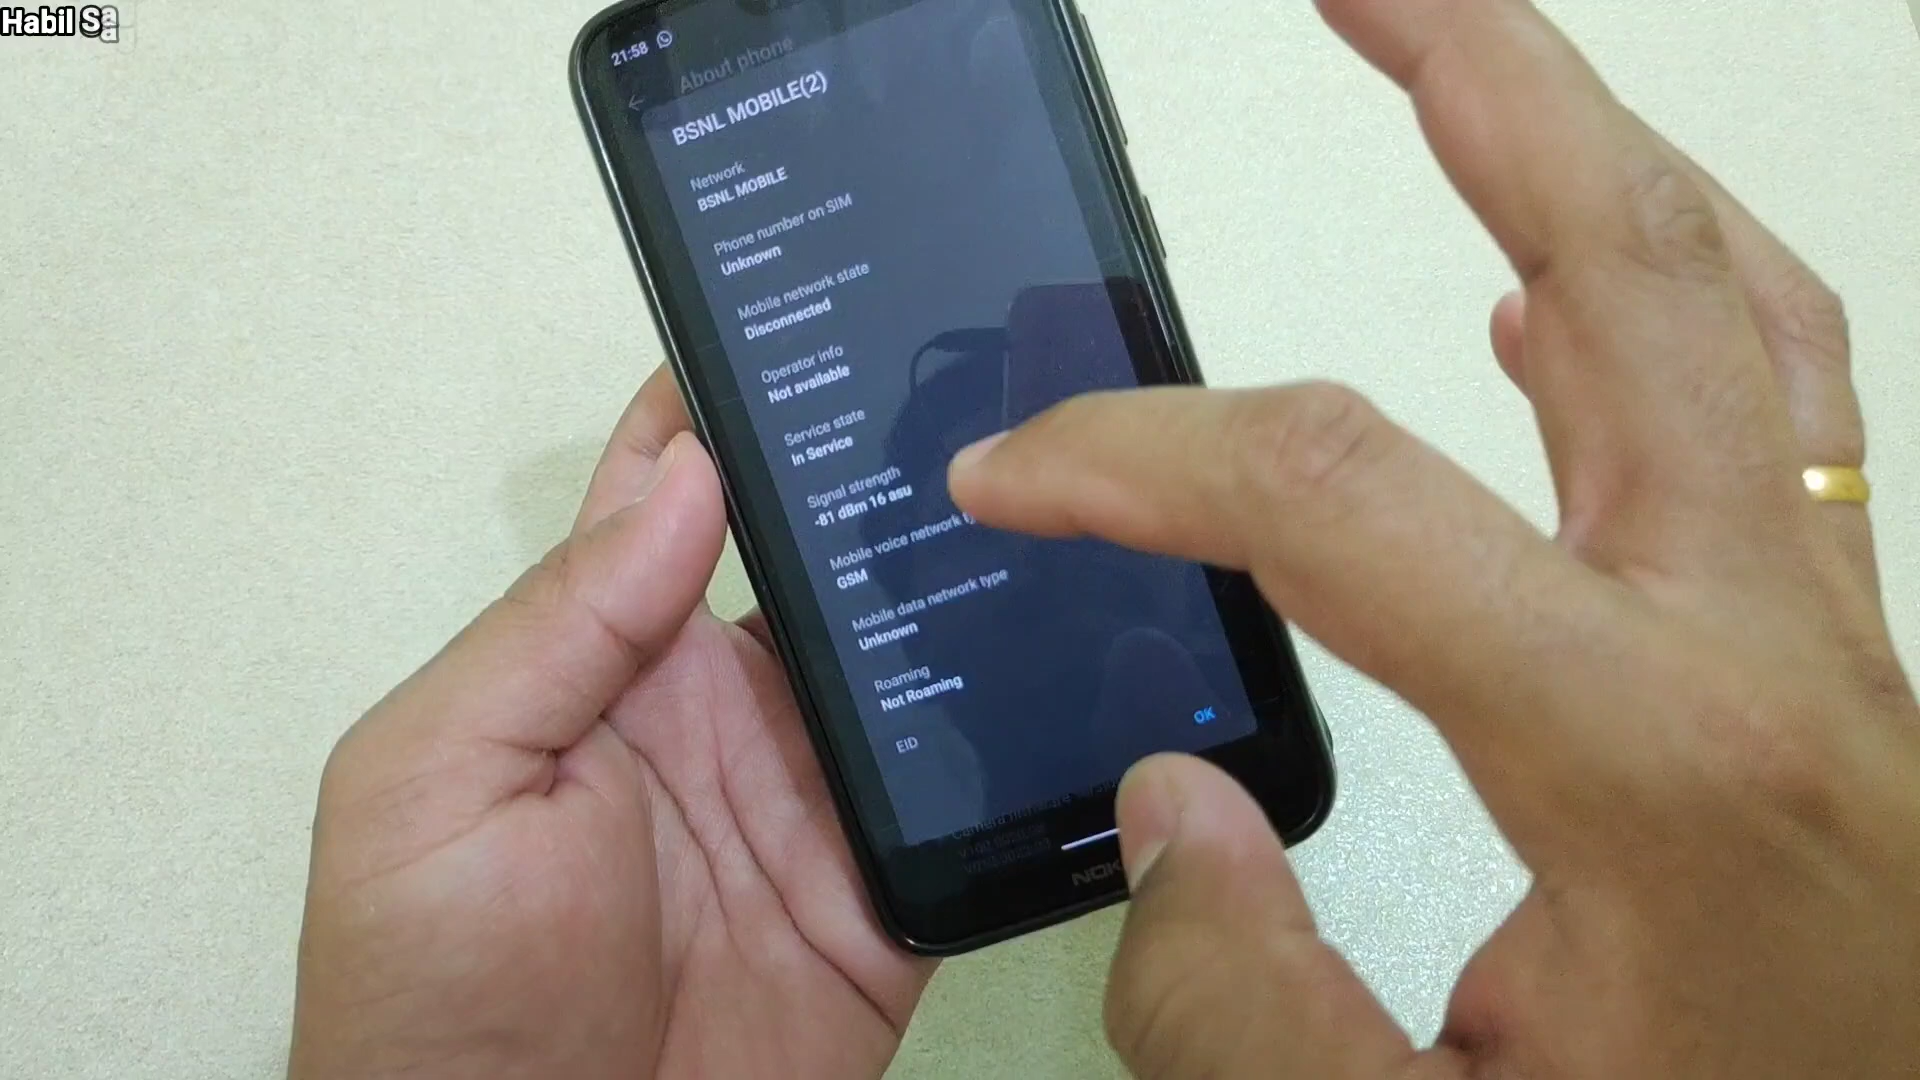 Habil Sa
21:58
About phone
BSNL MOBILE(2)
Network
BSNL MOBILE
Phone number on SIM
Unknown
Mobile network state
Disconnected
Operator info
Not available
Service state
In Service
Signal strength
-81 dBm 16 asu
Mobile voice network
GSM
Mobile data network type
Unknown
Roaming
Not Roaming
EID
OK
NOK